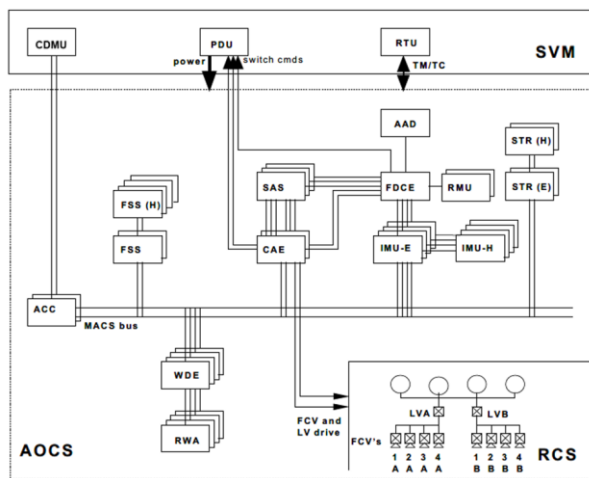 CDMU
PDU
RTU
SVM
power
switch cmds
TM/TC
AAD
STR (H)
SAS
FDCE
RMU
STR (E)
FSS (H)
FSS
CAE
IMU-E
IMU-H
ACC
MACS bus
WDE
RWA
FCV and
LV drive
LVA
LVB
FCV's
1 2 3 4
A A A A
1 2 3 4
B B B B
AOCS
RCS